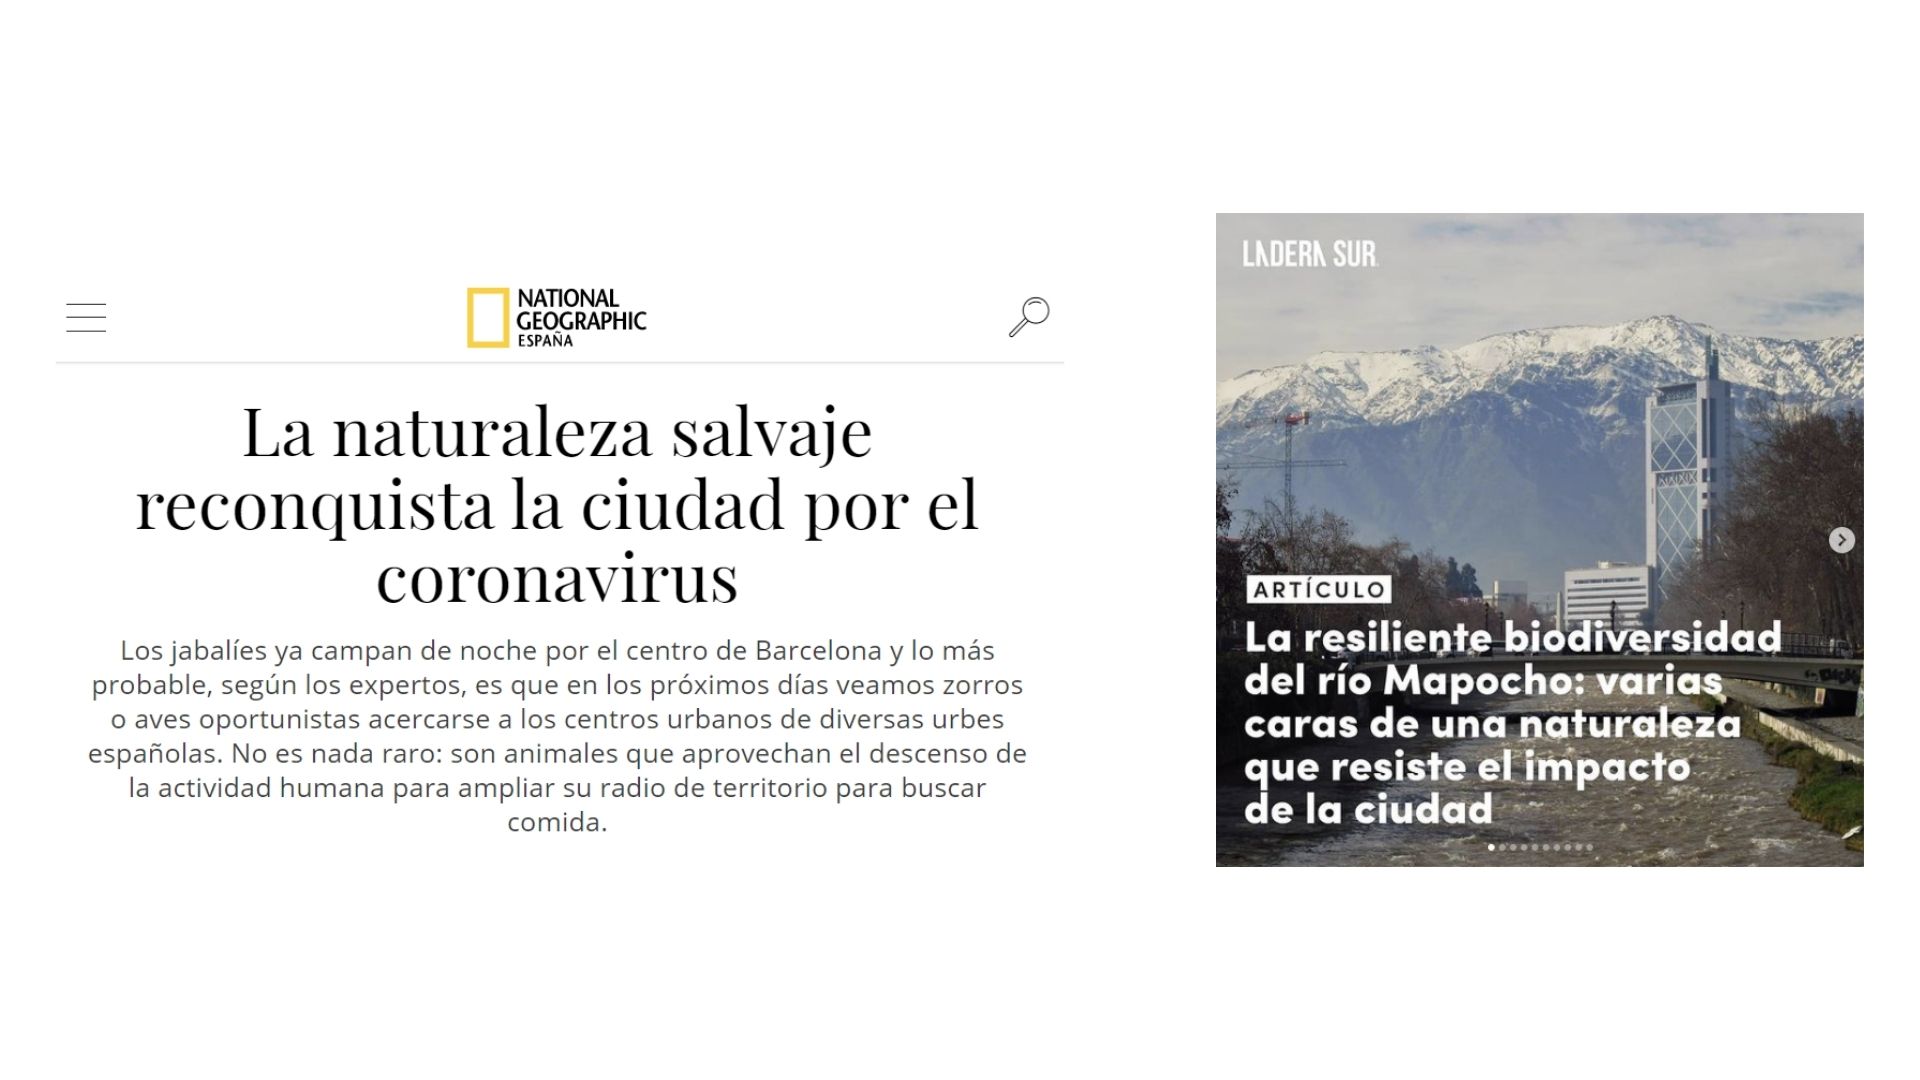 NATIONAL
GEOGRAPHIC
ESPAÑA
La naturaleza salvaje
reconquista la ciudad por el
coronavirus
Los jabalíes ya campan de noche por el centro de Barcelona y lo más
probable, según los expertos, es que en los próximos días veamos zorros
o aves oportunistas acercarse a los centros urbanos de diversas urbes
españolas. No es nada raro: son animales que aprovechan el descenso de
la actividad humana para ampliar su radio de territorio para buscar
comida.
LADERA SUR
ARTÍCULO
La resiliente biodiversidad
del río Mapocho: varias
caras de una naturaleza
que resiste el impacto
de la ciudad